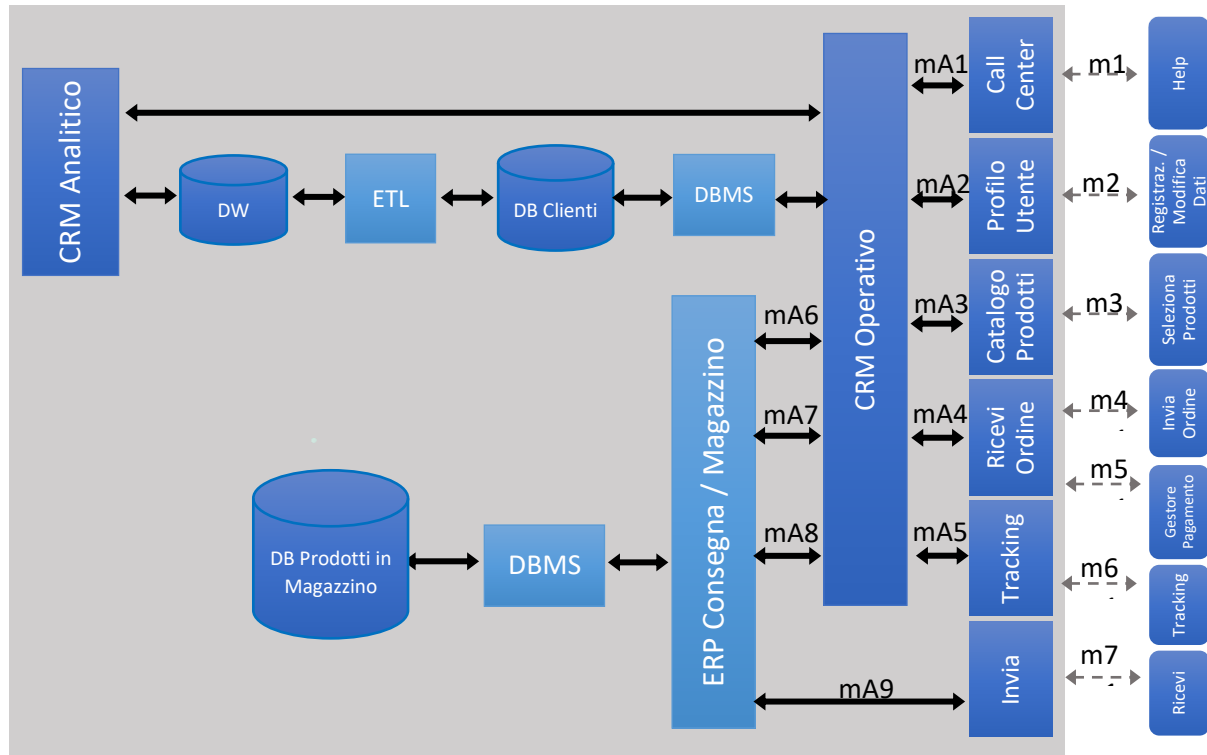 mA1
Call
Center
m1
Help
CRM Analitico
DW
ETL
DB Clienti
DBMS
mA2
Profilo
Utente
m2
Registraz. /
Modifica
Dati
CRM Operativo
mA6
mA3
Catalogo
Prodotti
m3
Seleziona
Prodotti
ERP Consegna / Magazzino
mA7
mA4
Ricevi
Ordine
m4
Invia
Ordine
m5
Gestore
Pagamento
DB Prodotti in
Magazzino
DBMS
mA8
mA5
Tracking
m6
Tracking
mA9
Invia
m7
Ricevi